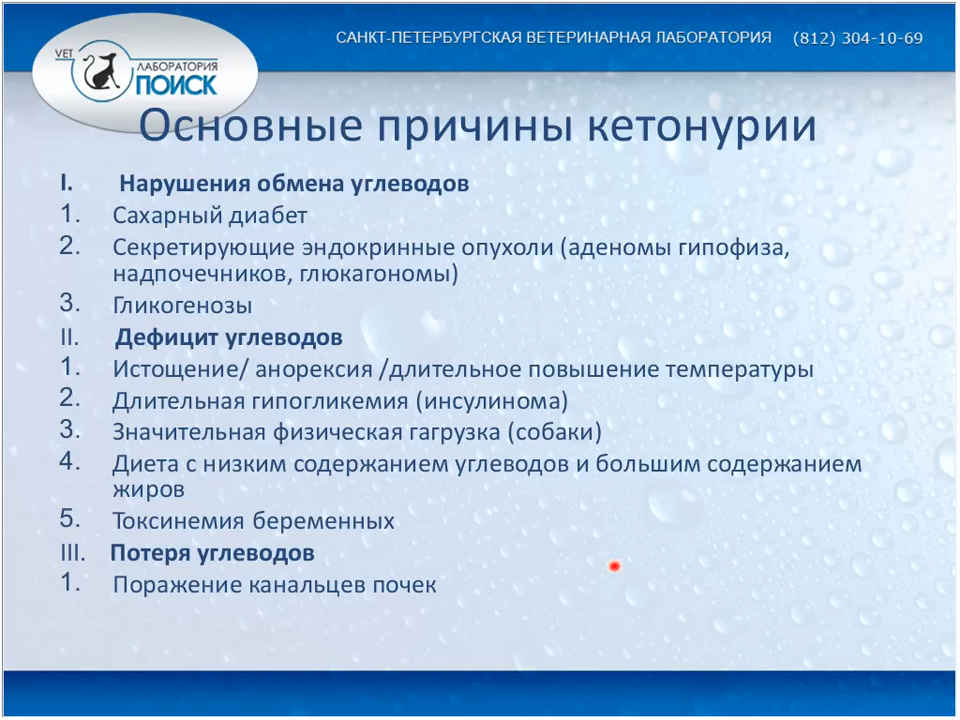 САНКТ-ПЕТЕРБУРГСКАЯ ВЕТЕРИНАРНАЯ ЛАБОРАТОРИЯ (812) 304-10-69
VET
ЛАБОРАТОРИЯ
ПОИСК
Основные причины кетонурии
I. Нарушения обмена углеводов
1. Сахарный диабет
2. Секретирующие эндокринные опухоли (аденомы гипофиза,
надпочечников, глюкагономы)
3. Гликогенозы
II. Дефицит углеводов
1. Истощение/ анорексия /длительное повышение температуры
2. Длительная гипогликемия (инсулинома)
3. Значительная физическая гагрузка (собаки)
4. Диета с низким содержанием углеводов и большим содержанием
жиров
5. Токсинемия беременных
III. Потеря углеводов
1. Поражение канальцев почек